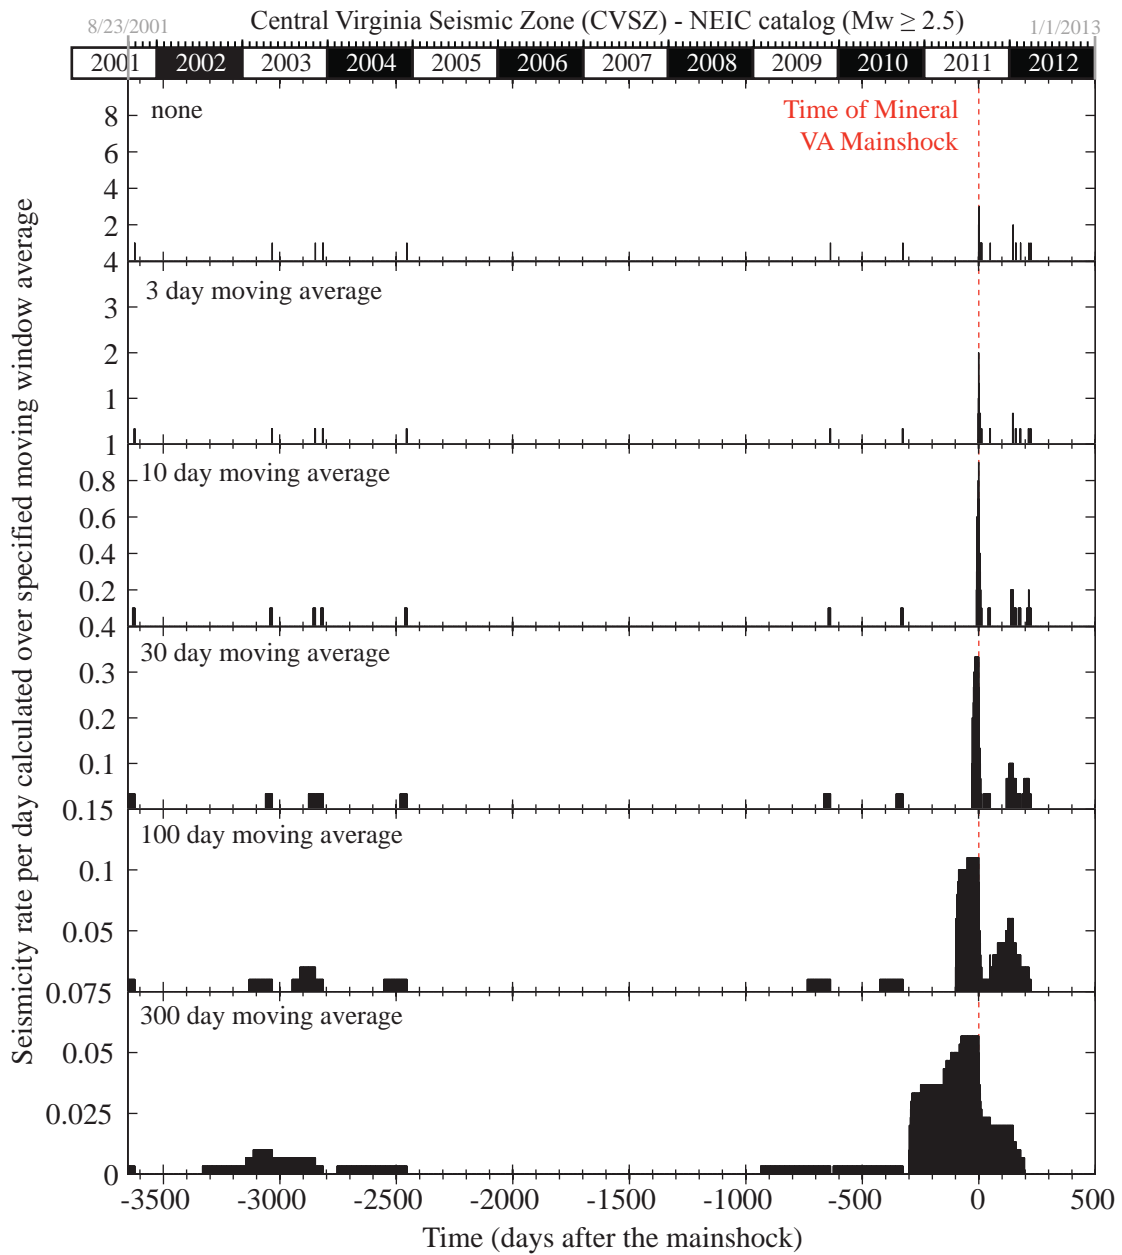 Central Virginia Seismic Zone (CVSZ) - NEIC catalog (Mw ≥ 2.5)
8/23/2001
1/1/2013
2001 2002 2003 2004 2005 2006 2007 2008 2009 2010 2011 2012
none
Time of Mineral
VA Mainshock
8
6
4
2
4
3 day moving average
3
2
1
1
10 day moving average
0.8
0.6
0.4
0.2
0.4
30 day moving average
0.3
0.2
0.1
0.15
100 day moving average
0.1
0.05
0.075
300 day moving average
0.05
0.025
0
-3500 -3000 -2500 -2000 -1500 -1000 -500 0 500
Time (days after the mainshock)
Seismicity rate per day calculated over specified moving window average